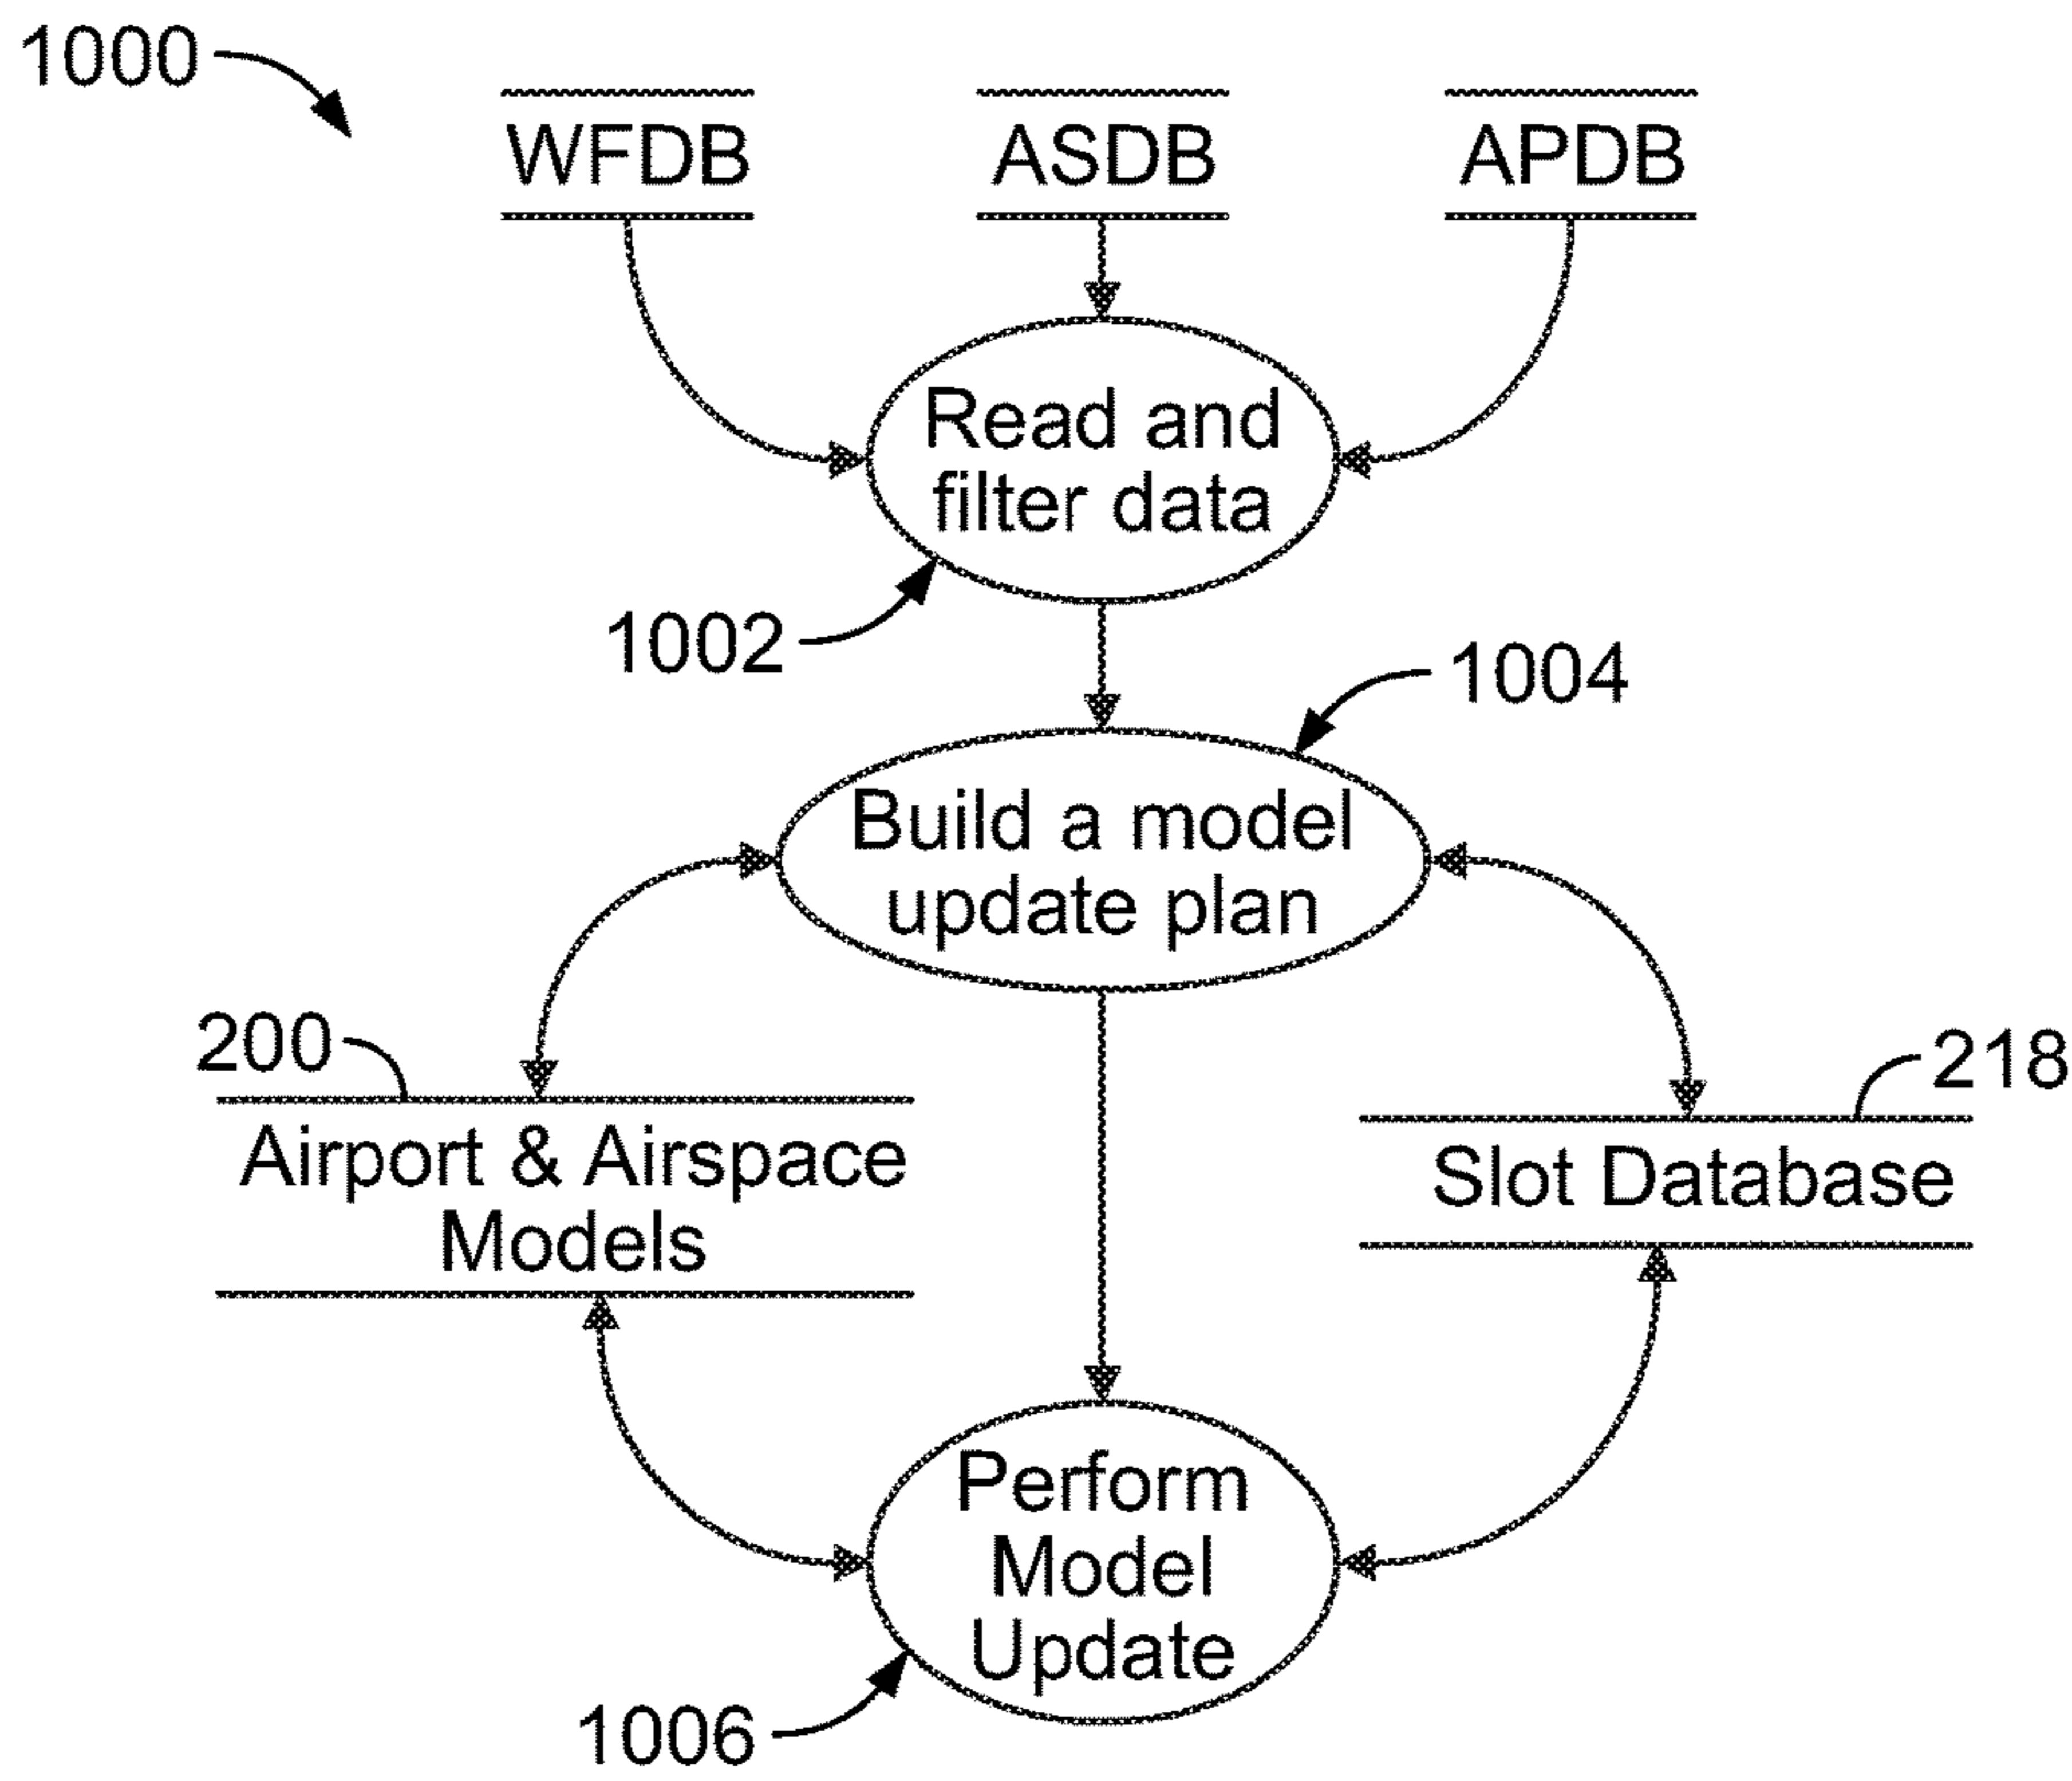 1000
WFDB
ASDB
APDB
Read and
filter data
1002
1004
Build a model
update plan
200
218
Airport & Airspace
Models
Slot Database
Perform
Model
Update
1006